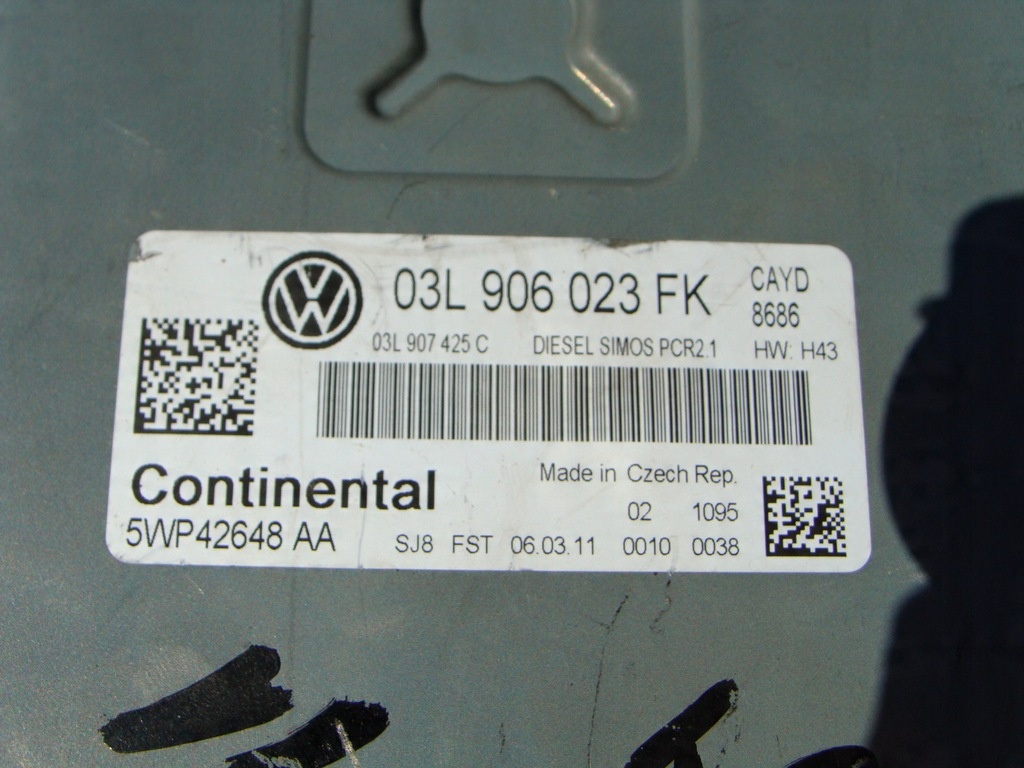 03L 906 023 FK CAYD
8686
03L 907 425 C DIESEL SIMOS PCR2.1 HW: H43
Continental Made in Czech Rep.
02 1095
5WP42648 AA SJ8 FST 06.03.11 0010 0038